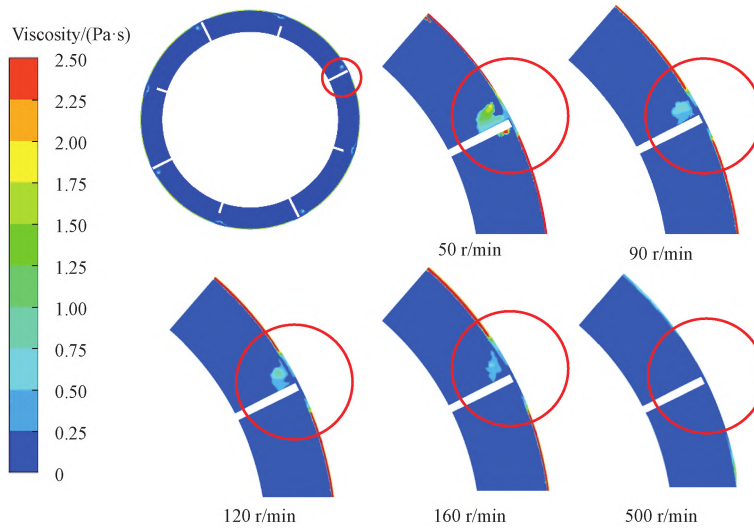 Viscosity/(Pa·s)
2.50
2.25
2.00
1.75
1.50
1.25
1.00
0.75
0.50
0.25
0
50 r/min
90 r/min
120 r/min
160 r/min
500 r/min